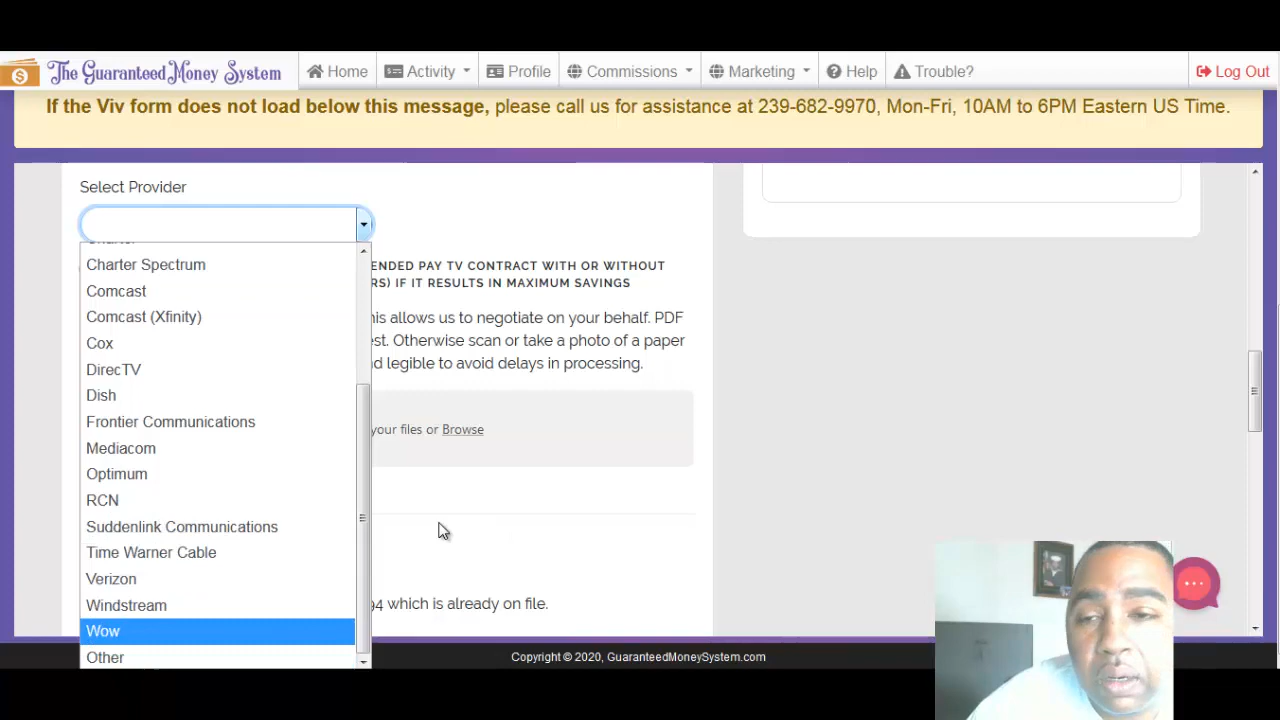 The Guaranteed Money System
Home
Activity
Profile
Commissions
Marketing
Help
Trouble?
Log Out
If the Viv form does not load below this message, please call us for assistance at 239-682-9970, Mon-Fri, 10AM to 6PM Eastern US Time.
Select Provider
Charter
Charter Spectrum
Comcast
Comcast (Xfinity)
Cox
DirecTV
Dish
Frontier Communications
Mediacom
Optimum
RCN
Suddenlink Communications
Time Warner Cable
Verizon
Windstream
Wow
Other
ENDED PAY TV CONTRACT WITH OR WITHOUT
RS) IF IT RESULTS IN MAXIMUM SAVINGS
his allows us to negotiate on your behalf. PDF
est. Otherwise scan or take a photo of a paper
d legible to avoid delays in processing.
your files or Browse
94 which is already on file.
Copyright © 2020, GuaranteedMoneySystem.com